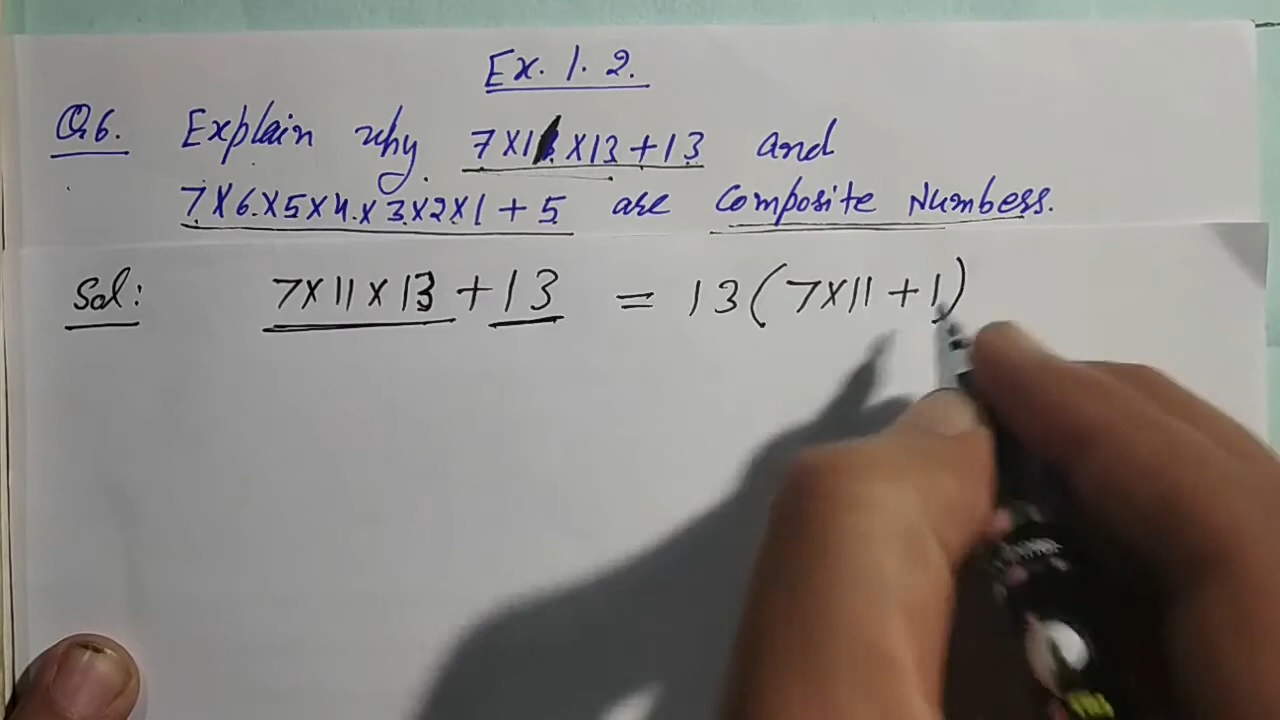 Ex. 1. 2.
Q6. Explain why 7 × 11 × 13 + 13 and
7 × 6 × 5 × 4 × 3 × 2 × 1 + 5 are Composite Numbers.
Sol: 7 × 11 × 13 + 13 = 13 ( 7 × 11 + 1 )